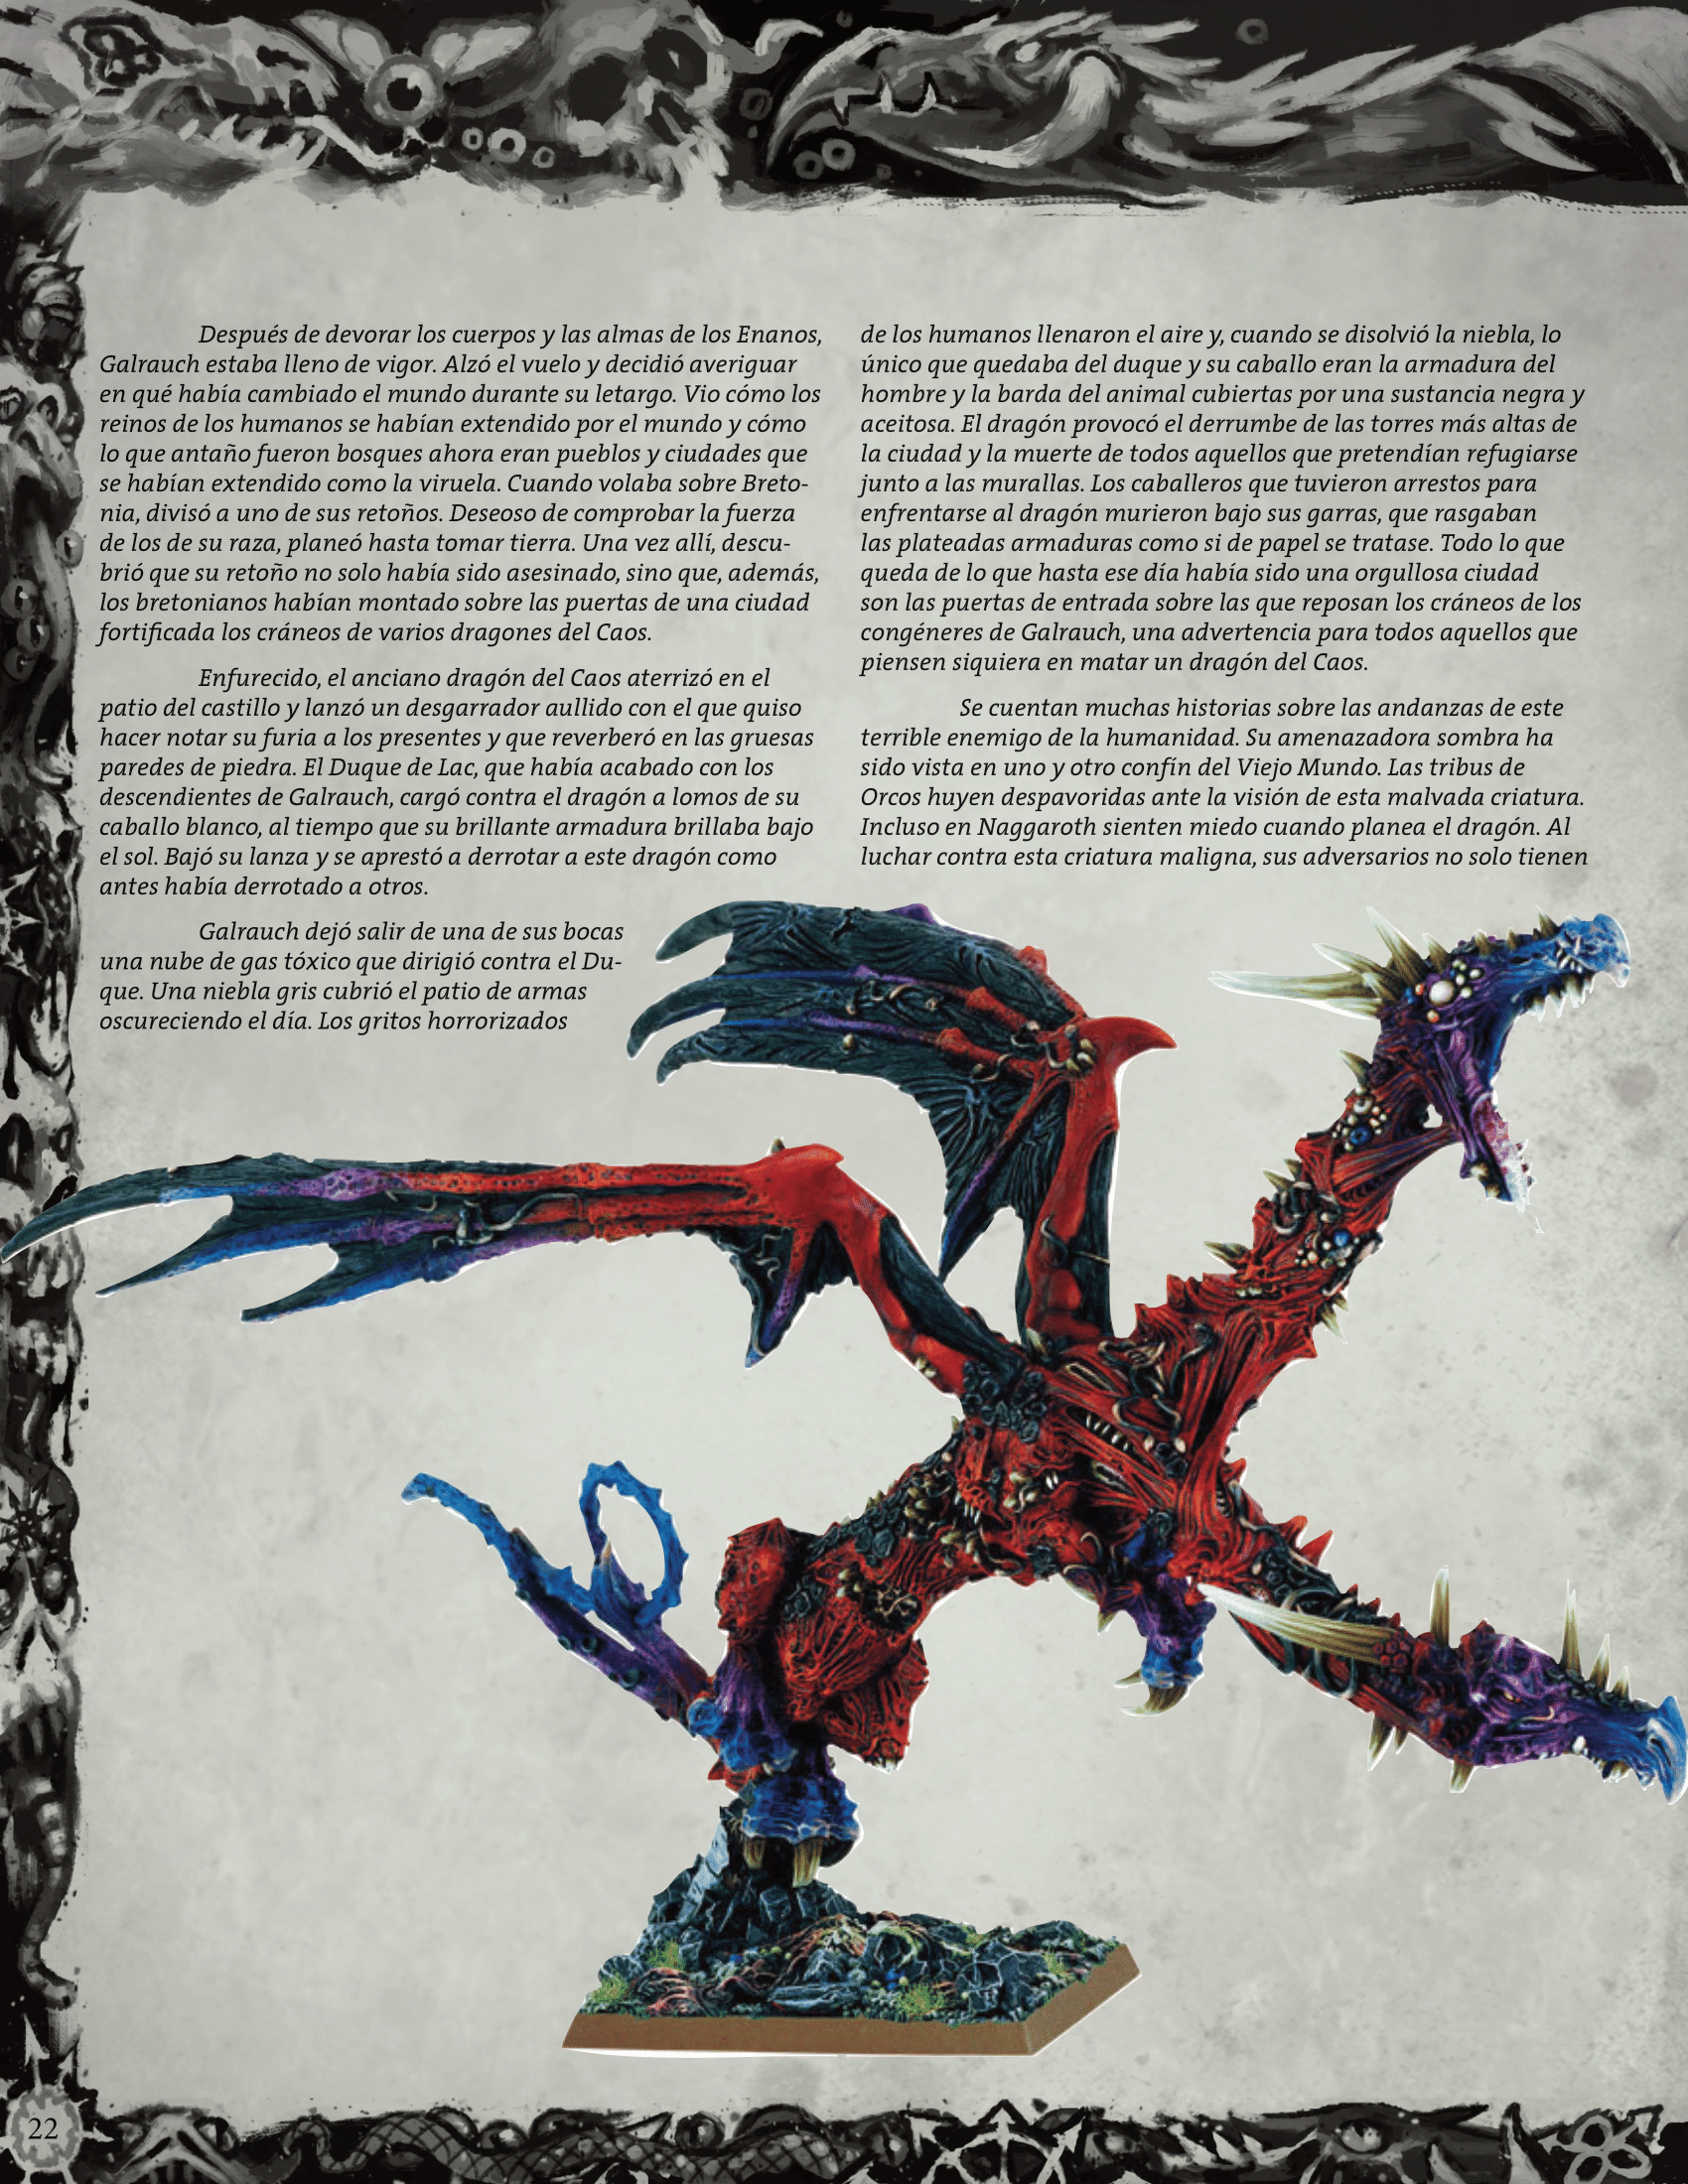 Después de devorar los cuerpos y las almas de los Enanos,
Galrauch estaba lleno de vigor. Alzó el vuelo y decidió averiguar
en qué había cambiado el mundo durante su letargo. Vio cómo los
reinos de los humanos se habían extendido por el mundo y cómo
lo que antaño fueron bosques ahora eran pueblos y ciudades que
se habían extendido como la viruela. Cuando volaba sobre Breto-
nia, divisó a uno de sus retoños. Deseoso de comprobar la fuerza
de los de su raza, planeó hasta tomar tierra. Una vez allí, descu-
brió que su retoño no solo había sido asesinado, sino que, además,
los bretonianos habían montado sobre las puertas de una ciudad
fortificada los cráneos de varios dragones del Caos.
Enfurecido, el anciano dragón del Caos aterrizó en el
patio del castillo y lanzó un desgarrador aullido con el que quiso
hacer notar su furia a los presentes y que reverberó en las gruesas
paredes de piedra. El Duque de Lac, que había acabado con los
descendientes de Galrauch, cargó contra el dragón a lomos de su
caballo blanco, al tiempo que su brillante armadura brillaba bajo
el sol. Bajó su lanza y se aprestó a derrotar a este dragón como
antes había derrotado a otros.
Galrauch dejó salir de una de sus bocas
una nube de gas tóxico que dirigió contra el Du-
que. Una niebla gris cubrió el patio de armas
oscureciendo el día. Los gritos horrorizados
de los humanos llenaron el aire y, cuando se disolvió la niebla, lo
único que quedaba del duque y su caballo eran la armadura del
hombre y la barda del animal cubiertas por una sustancia negra y
aceitosa. El dragón provocó el derrumbe de las torres más altas de
la ciudad y la muerte de todos aquellos que pretendían refugiarse
junto a las murallas. Los caballeros que tuvieron arrestos para
enfrentarse al dragón murieron bajo sus garras, que rasgaban
las plateadas armaduras como si de papel se tratase. Todo lo que
queda de lo que hasta ese día había sido una orgullosa ciudad
son las puertas de entrada sobre las que reposan los cráneos de los
congéneres de Galrauch, una advertencia para todos aquellos que
piensen siquiera en matar un dragón del Caos.
Se cuentan muchas historias sobre las andanzas de este
terrible enemigo de la humanidad. Su amenazadora sombra ha
sido vista en uno y otro confín del Viejo Mundo. Las tribus de
Orcos huyen despavoridas ante la visión de esta malvada criatura.
Incluso en Naggaroth sienten miedo cuando planea el dragón. Al
luchar contra esta criatura maligna, sus adversarios no solo tienen
22